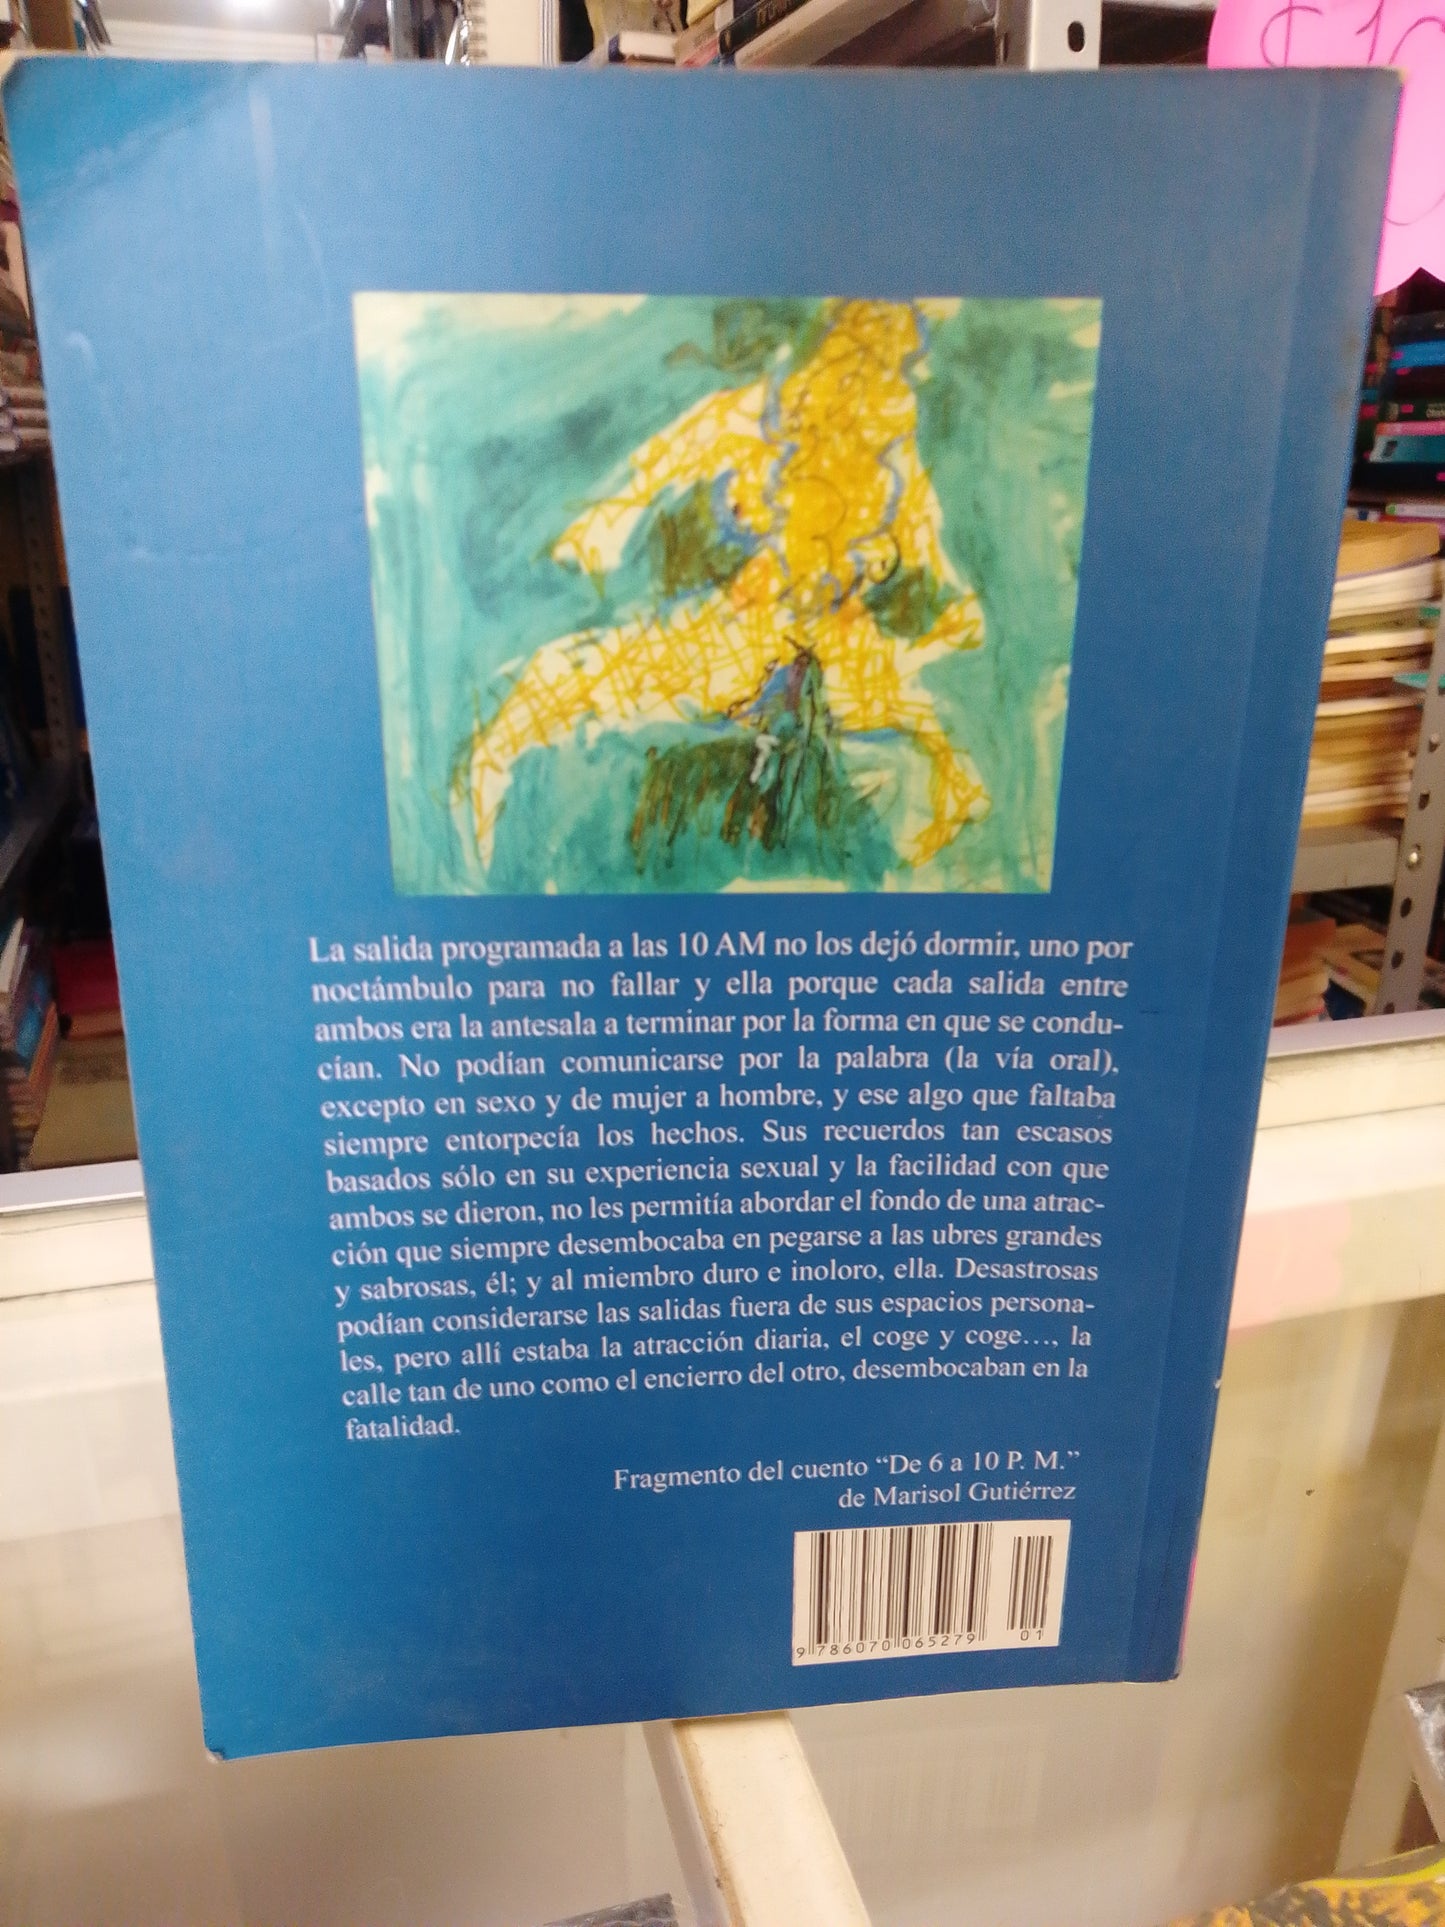 La salida programada a las 10 AM no los dejó dormir, uno por
noctámbulo para no fallar y ella porque cada salida entre
ambos era la antesala a terminar por la forma en que se condu-
cían. No podían comunicarse por la palabra (la vía oral),
excepto en sexo y de mujer a hombre, y ese algo que faltaba
siempre entorpecía los hechos. Sus recuerdos tan escasos
basados sólo en su experiencia sexual y la facilidad con que
ambos se dieron, no les permitía abordar el fondo de una atrac-
ción que siempre desembocaba en pegarse a las ubres grandes
y sabrosas, él; y al miembro duro e inoloro, ella. Desastrosas
podían considerarse las salidas fuera de sus espacios persona-
les, pero allí estaba la atracción diaria, el coge y coge…, la
calle tan de uno como el encierro del otro, desembocaban en la
fatalidad.
Fragmento del cuento “De 6 a 10 P. M.”
de Marisol Gutiérrez
9 786070 065279 01